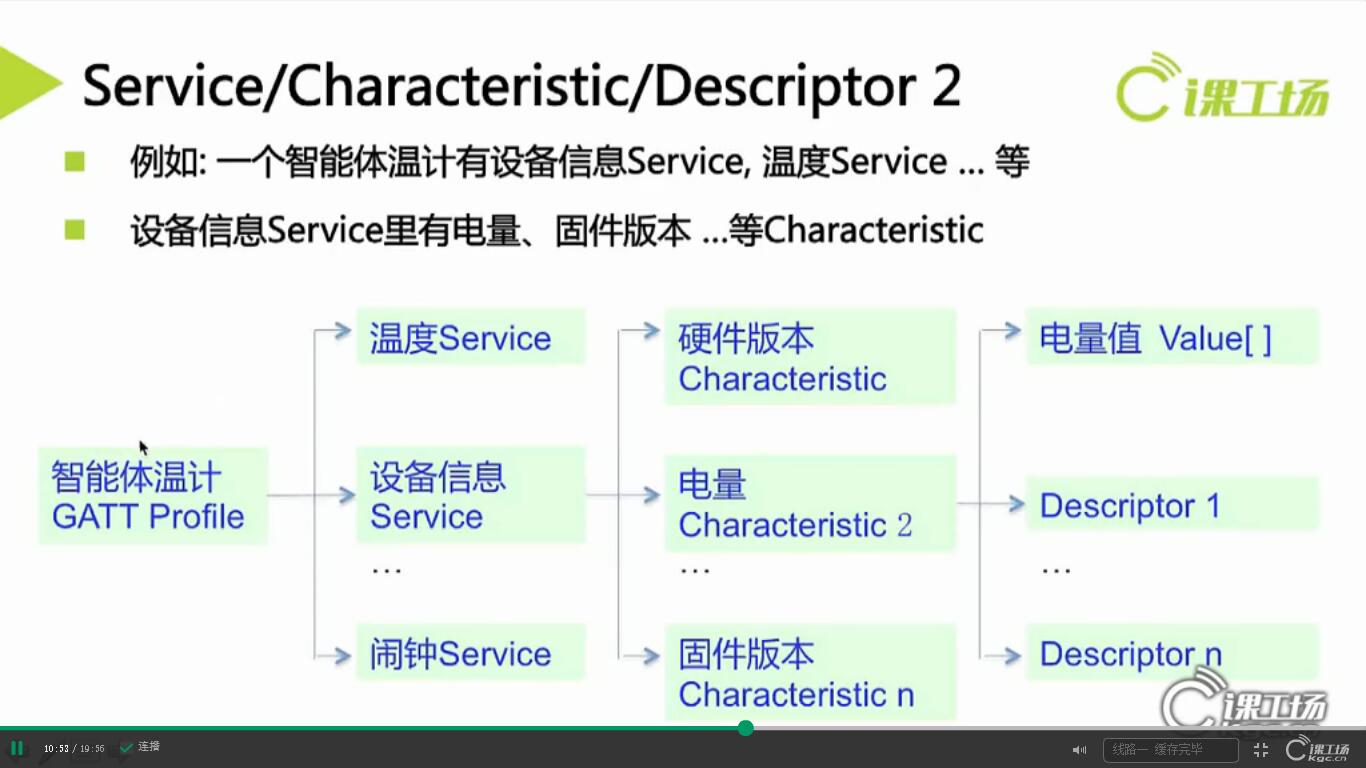 Service/Characteristic/Descriptor 2
课工场
例如: 一个智能体温计有设备信息Service, 温度Service ... 等
设备信息Service里有电量、固件版本 ...等Characteristic
温度Service
硬件版本
Characteristic
电量值 Value[ ]
智能体温计
GATT Profile
设备信息
Service
电量
Characteristic 2
Descriptor 1
...
...
...
闹钟Service
固件版本
Characteristic n
Descriptor n
课工场
kgc.cn
10:53 / 19:56
连播
线路一 缓存完毕
课工场
kgc.cn